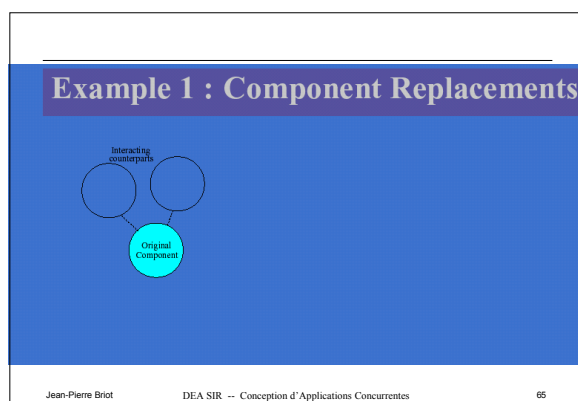 Example 1 : Component Replacements
Interacting
counterparts
Original
Component
Jean-Pierre Briot
DEA SIR -- Conception d'Applications Concurrentes
65